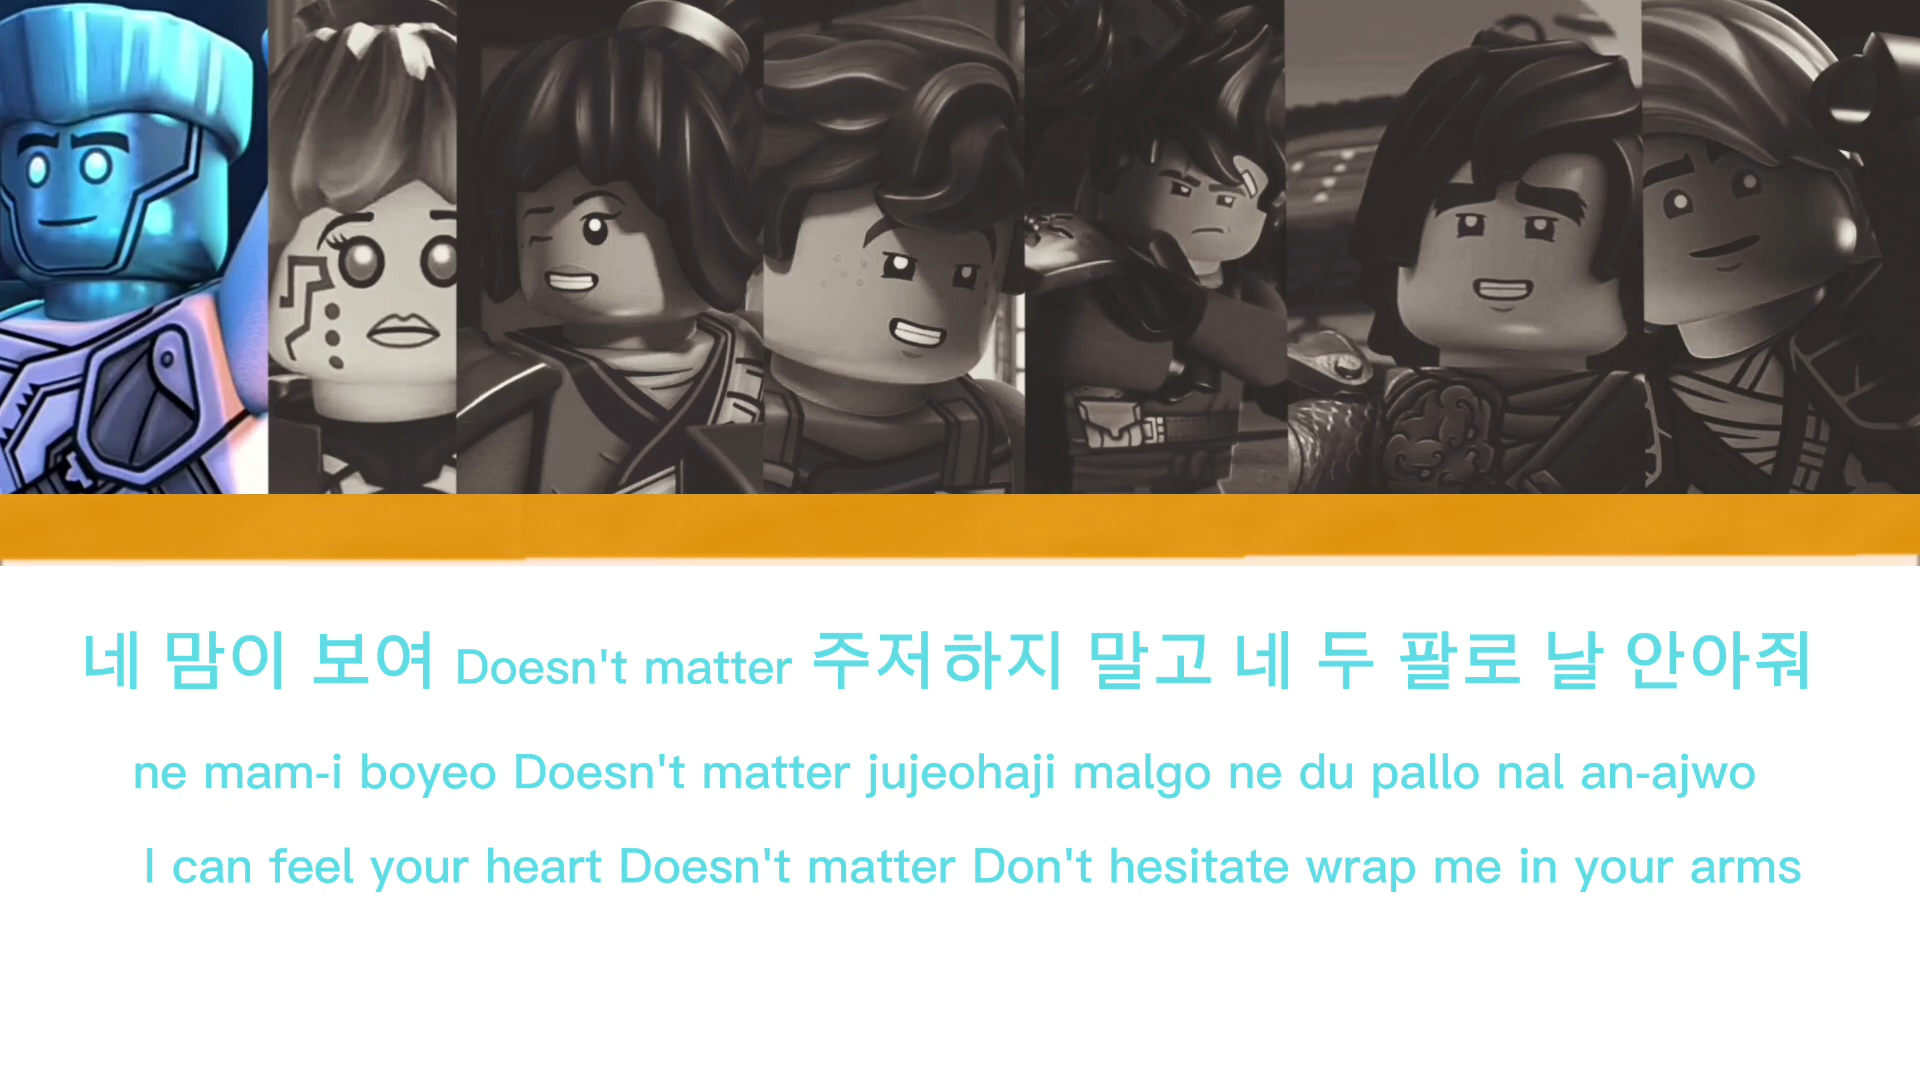 네 맘이 보여 Doesn't matter 주저하지 말고 네 두 팔로 날 안아줘
ne mam-i boyeo Doesn't matter jujeohaji malgo ne du pallo nal an-ajwo
I can feel your heart Doesn't matter Don't hesitate wrap me in your arms